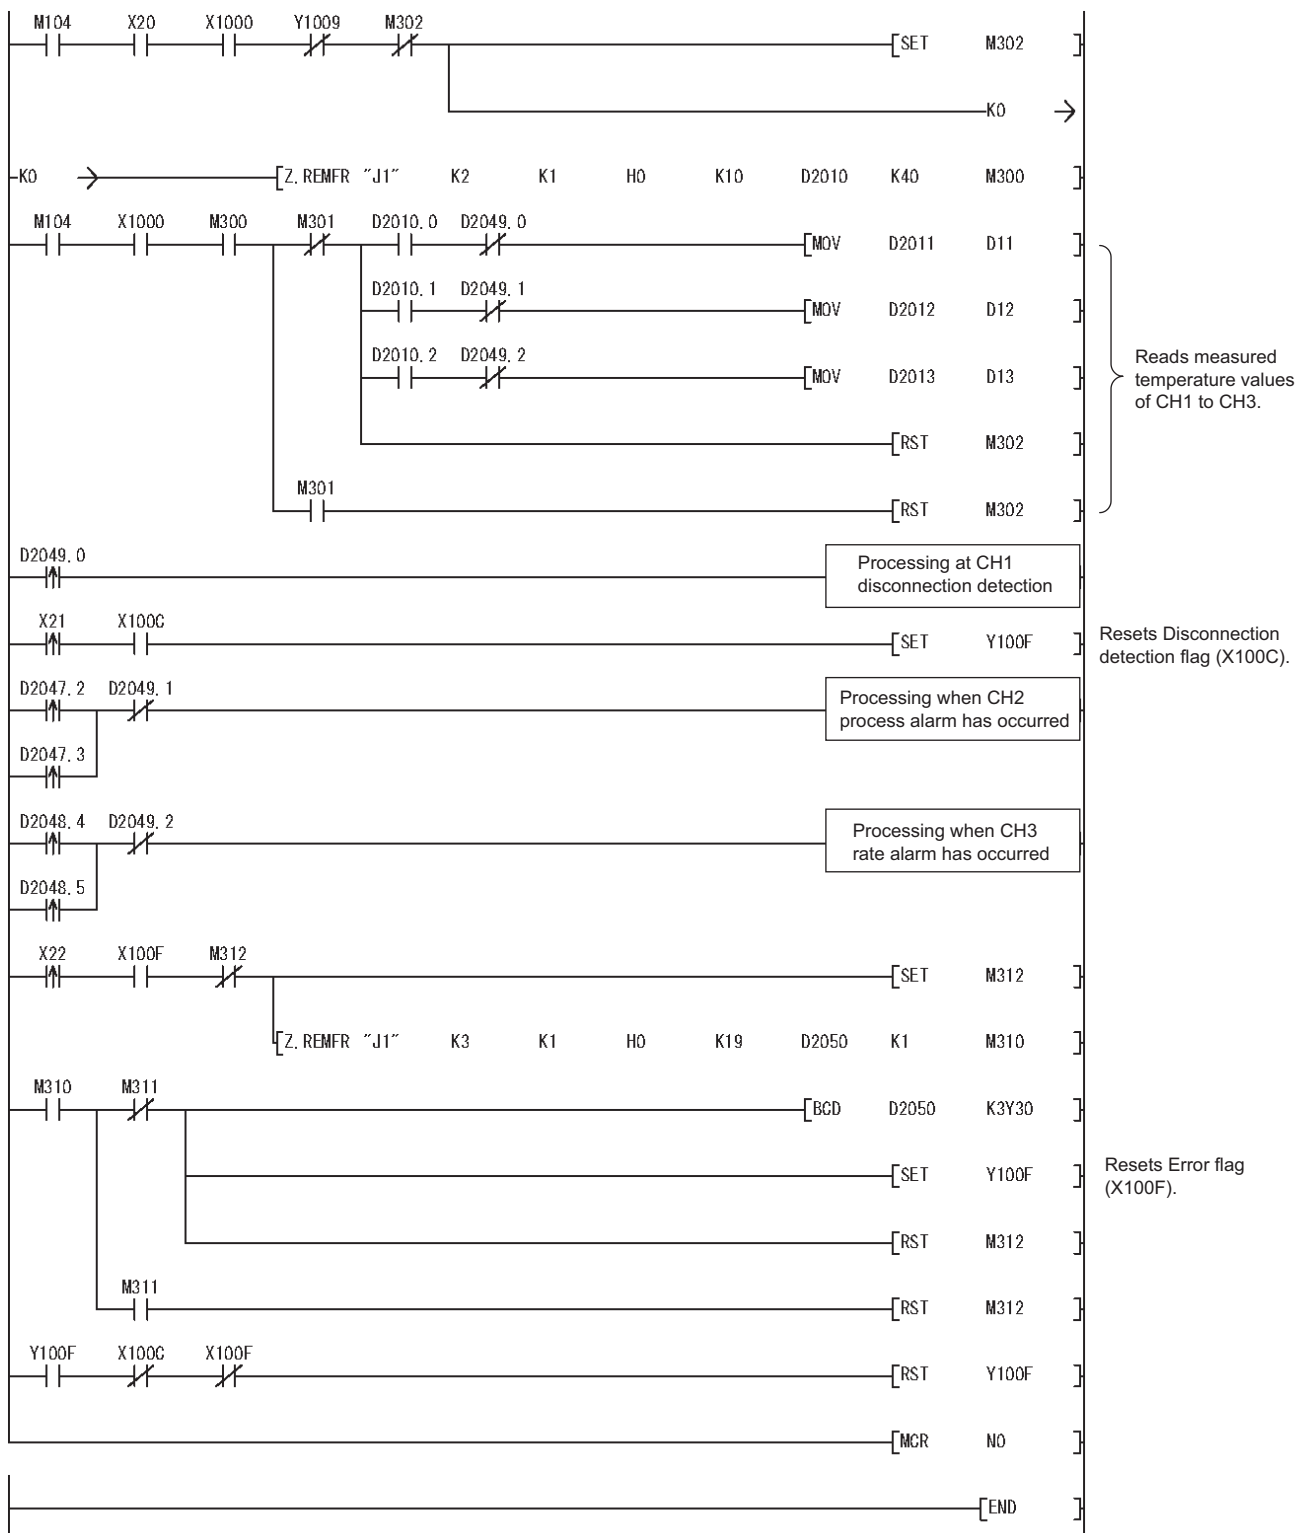 M104 X20 X1000 Y1009 M302
SET M302
K0
K0 Z.REMFR "J1" K2 K1 H0 K10 D2010 K40 M300
M104 X1000 M300 M301 D2010.0 D2049.0
MOV D2011 D11
D2010.1 D2049.1
MOV D2012 D12
D2010.2 D2049.2
MOV D2013 D13
Reads measured
temperature values
of CH1 to CH3.
RST M302
M301
RST M302
D2049.0
Processing at CH1
disconnection detection
X21 X100C
SET Y100F
Resets Disconnection
detection flag (X100C).
D2047.2 D2049.1
Processing when CH2
process alarm has occurred
D2047.3
D2048.4 D2049.2
Processing when CH3
rate alarm has occurred
D2048.5
X22 X100F M312
SET M312
Z.REMFR "J1" K3 K1 H0 K19 D2050 K1 M310
M310 M311
BCD D2050 K3Y30
SET Y100F
Resets Error flag
(X100F).
RST M312
M311
RST M312
Y100F X100C X100F
RST Y100F
MCR N0
END